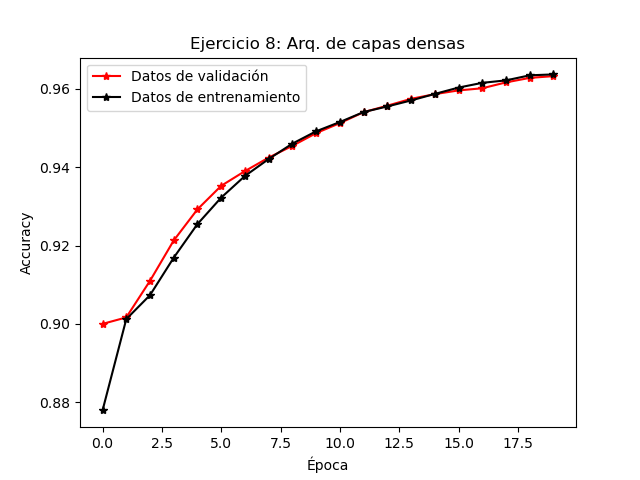 Ejercicio 8: Arq. de capas densas
Datos de validación
Datos de entrenamiento
0.96
0.94
0.92
0.90
0.88
Accuracy
0.0 2.5 5.0 7.5 10.0 12.5 15.0 17.5
Época